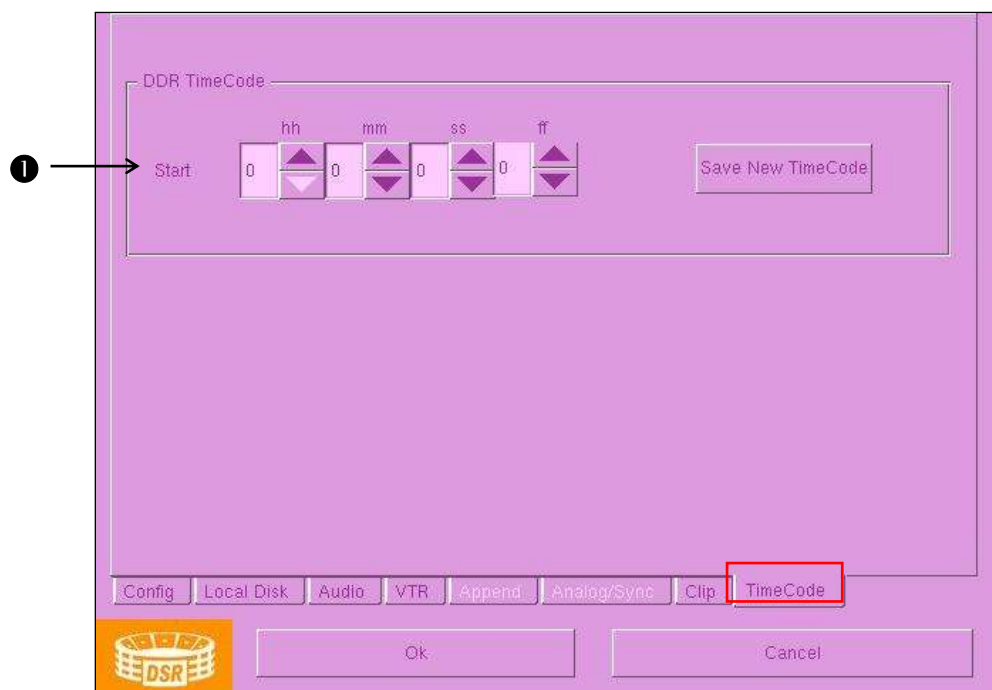 DDR TimeCode
hh mm ss ff
❶ Start 0 0 0 0 Save New TimeCode
Config Local Disk Audio VTR Append Analog/Sync Clip TimeCode
DSR Ok Cancel